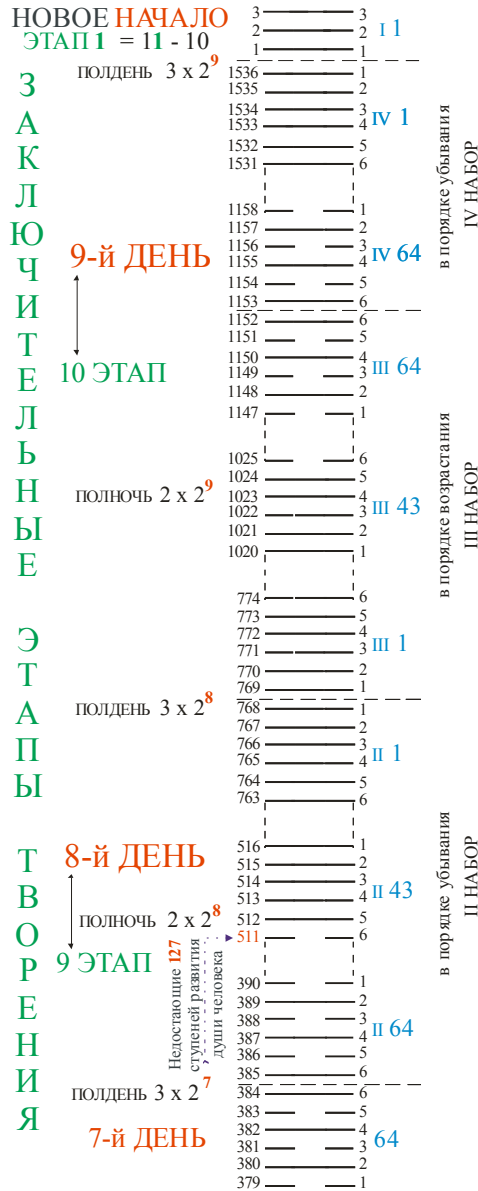 НОВОЕ НАЧАЛО
ЭТАП 1 = 11 - 10
3 3
2 2 I 1
1 1
ПОЛДЕНЬ 3 x 2⁹
1536 1
1535 2
1534 3
IV 1
1533 4
1532 5
1531 6
в порядке убывания
IV НАБОР
1158 1
1157 2
1156 3
9-й ДЕНЬ
IV 64
1155 4
1154 5
1153 6
1152 6
1151 5
10 ЭТАП
1150 4
III 64
1149 3
1148 2
1147 1
в порядке возрастания
III НАБОР
1025 6
1024 5
ПОЛНОЧЬ 2 x 2⁹
1023 4
III 43
1022 3
1021 2
1020 1
774 6
773 5
772 4
III 1
771 3
770 2
769 1
ПОЛДЕНЬ 3 x 2⁸
768 1
767 2
766 3
II 1
765 4
764 5
763 6
в порядке убывания
II НАБОР
516 1
8-й ДЕНЬ
515 2
514 3
II 43
513 4
ПОЛНОЧЬ 2 x 2⁸
512 5
511 6
9 ЭТАП
Недостающие 127
ступеней развития
души человека
390 1
389 2
388 3
II 64
387 4
386 5
385 6
ПОЛДЕНЬ 3 x 2⁷
384 6
383 5
7-й ДЕНЬ
382 4
64
381 3
380 2
379 1
ЗАКЛЮЧИТЕЛЬНЫЕ ЭТАПЫ ТВОРЕНИЯ